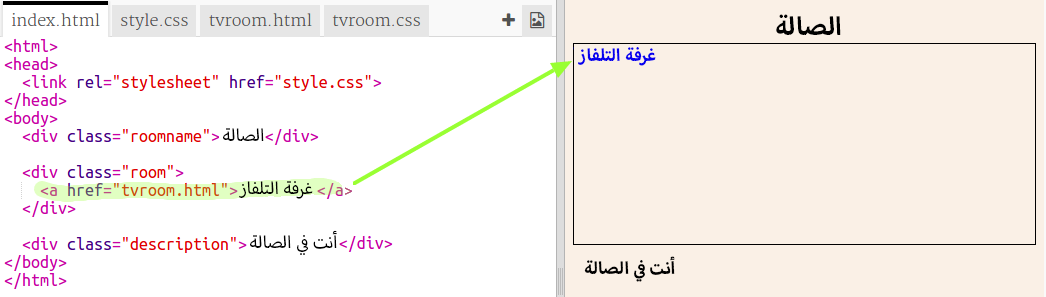 index.html style.css tvroom.html tvroom.css
<html>
<head>
<link rel="stylesheet" href="style.css">
</head>
<body>
<div class="roomname">الصالة</div>
<div class="room">
<a href="tvroom.html">غرفة التلفاز</a>
</div>
<div class="description">أنت في الصالة</div>
</body>
</html>
الصالة
غرفة التلفاز
أنت في الصالة